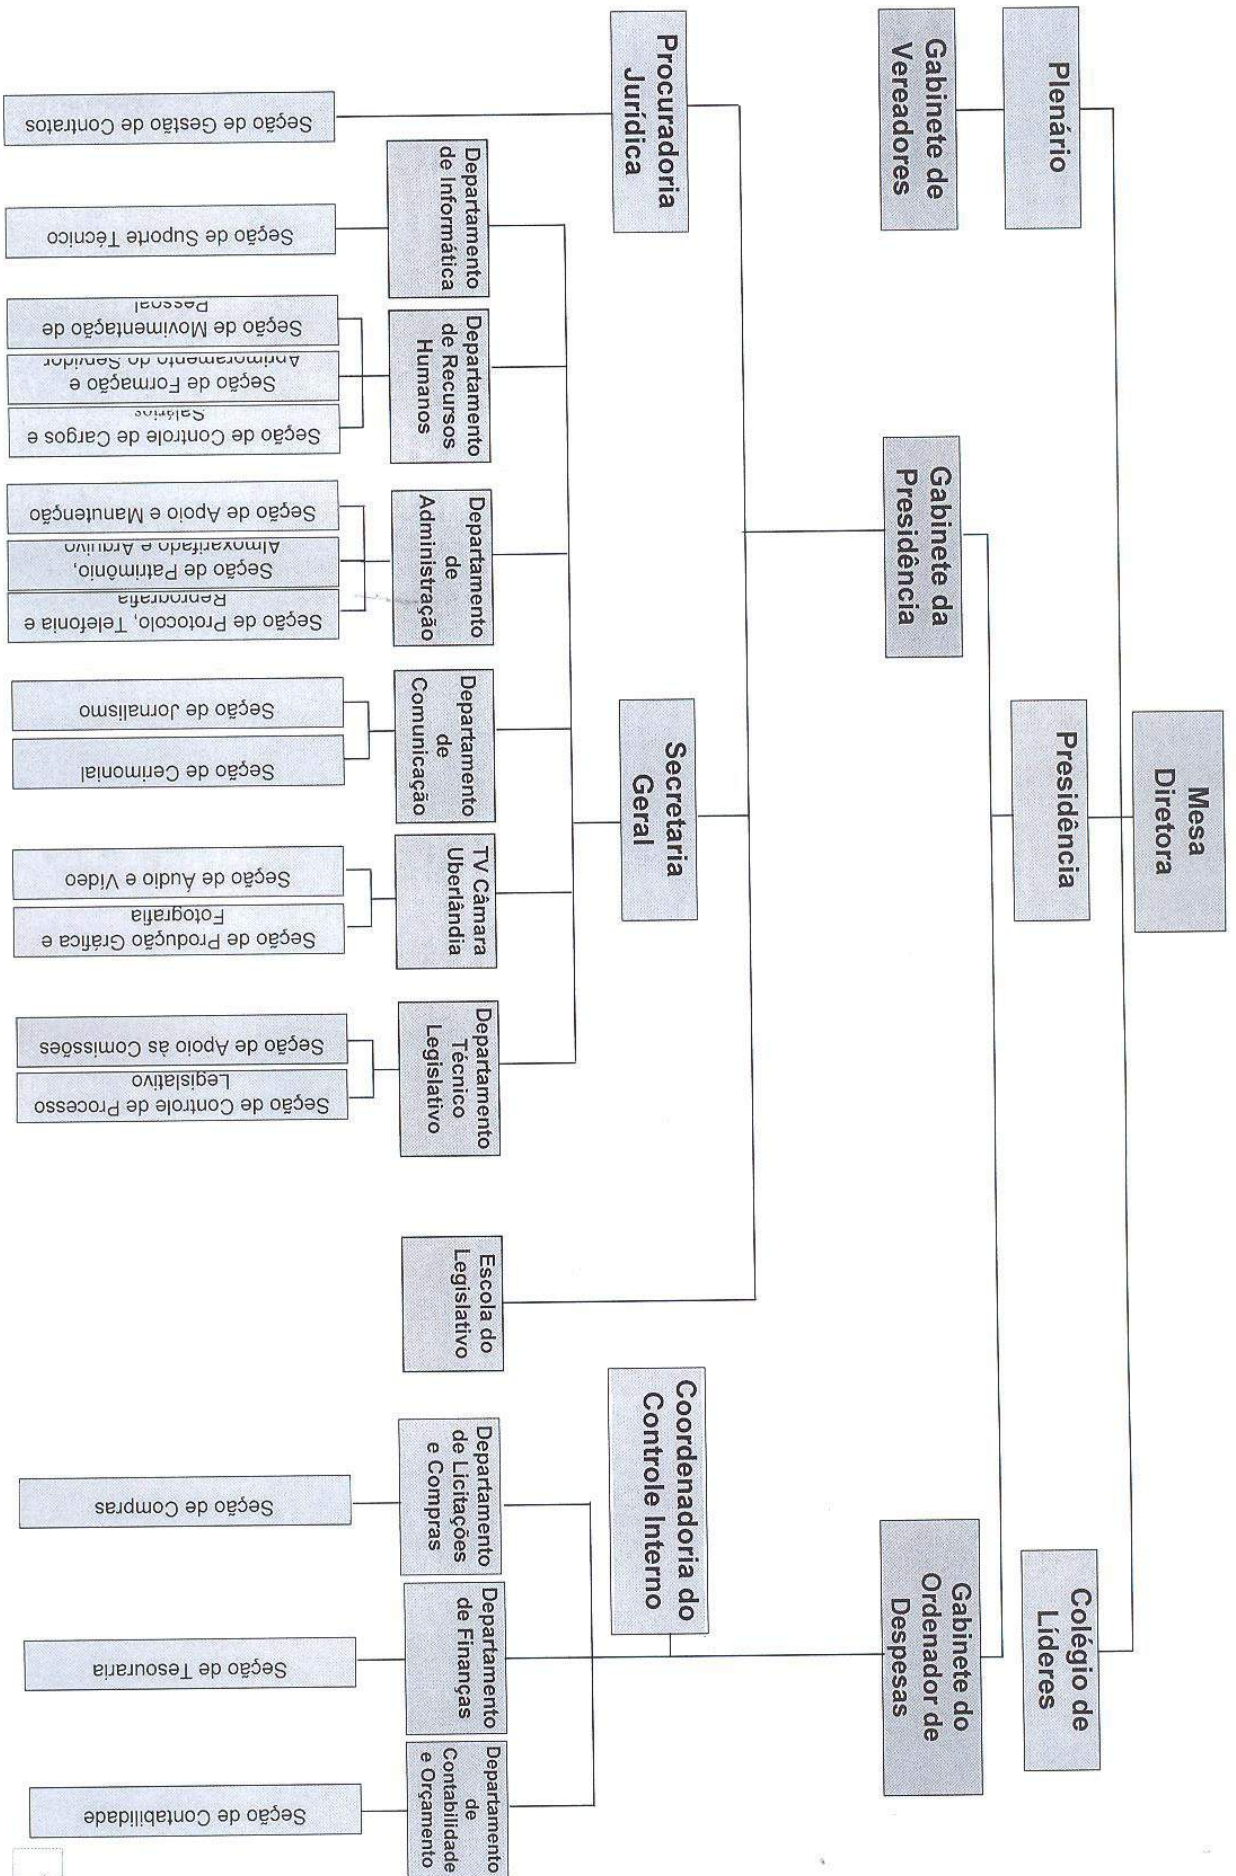 Mesa
Diretora
Plenário
Presidência
Colégio de
Líderes
Gabinete de
Vereadores
Gabinete da
Presidência
Gabinete do
Ordenador de
Despesas
Procuradoria
Jurídica
Secretaria
Geral
Coordenadoria do
Controle Interno
Departamento
de Informática
Departamento
de Recursos
Humanos
Departamento
de
Administração
Departamento
de
Comunicação
TV Câmara
Uberlândia
Departamento
Técnico
Legislativo
Escola do
Legislativo
Departamento
de Licitações
e Compras
Departamento
de Finanças
Departamento
de
Contabilidade
e Orçamento
Seção de Gestão de Contratos
Seção de Suporte Técnico
Seção de Movimentação de
Pessoal
Seção de Formação e
Aprimoramento do Servidor
Seção de Controle de Cargos e
Salários
Seção de Apoio e Manutenção
Seção de Patrimônio,
Almoxarifado e Arquivo
Seção de Protocolo, Telefonia e
Reprografia
Seção de Jornalismo
Seção de Cerimonial
Seção de Áudio e Vídeo
Seção de Produção Gráfica e
Fotografia
Seção de Apoio às Comissões
Seção de Controle de Processo
Legislativo
Seção de Compras
Seção de Tesouraria
Seção de Contabilidade